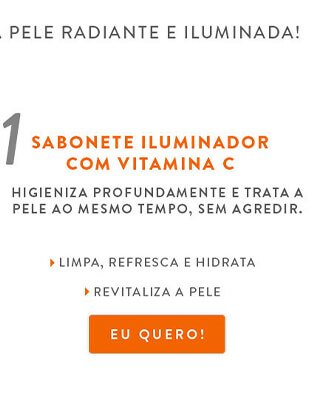 A PELE RADIANTE E ILUMINADA!
1
SABONETE ILUMINADOR
COM VITAMINA C
HIGIENIZA PROFUNDAMENTE E TRATA A
PELE AO MESMO TEMPO, SEM AGREDIR.
LIMPA, REFRESCA E HIDRATA
REVITALIZA A PELE
EU QUERO!